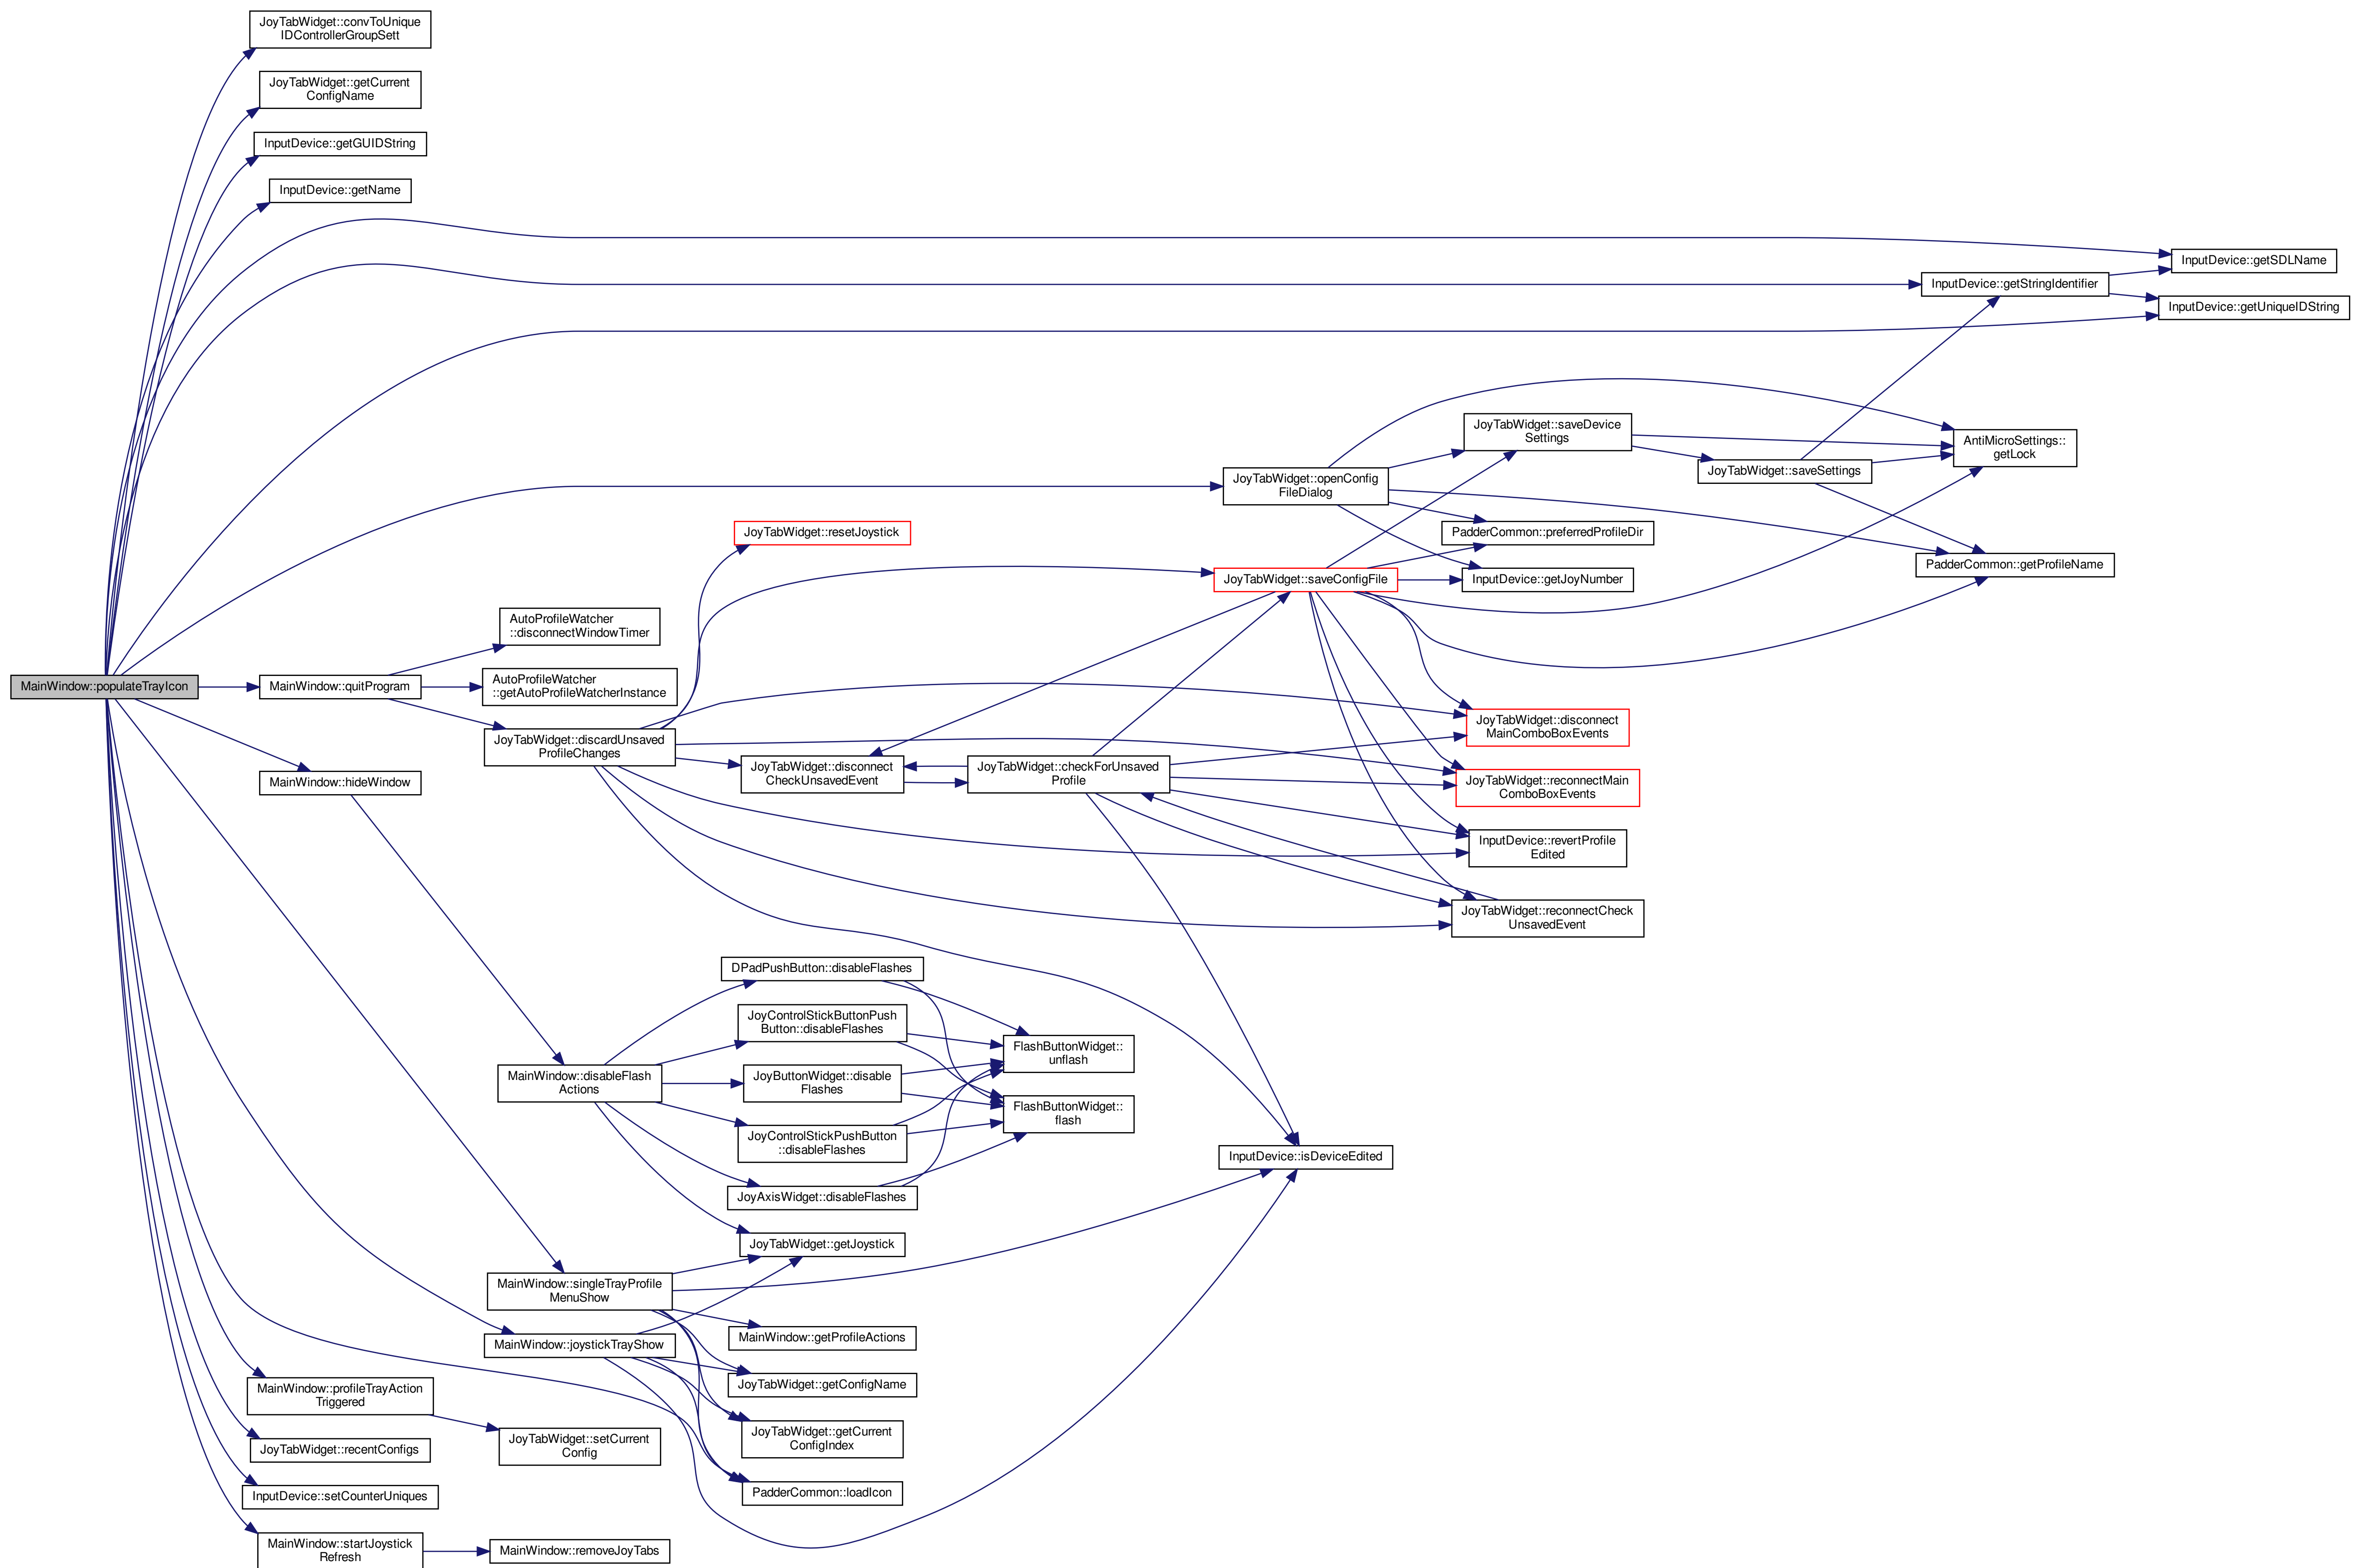 JoyTabWidget::convToUnique
IDControllerGroupSett
JoyTabWidget::getCurrent
ConfigName
InputDevice::getGUIDString
InputDevice::getName
InputDevice::getSDLName
InputDevice::getStringIdentifier
InputDevice::getUniqueIDString
JoyTabWidget::saveDevice
Settings
AntiMicroSettings::
getLock
JoyTabWidget::saveSettings
JoyTabWidget::openConfig
FileDialog
JoyTabWidget::resetJoystick
PadderCommon::preferredProfileDir
PadderCommon::getProfileName
JoyTabWidget::saveConfigFile
InputDevice::getJoyNumber
AutoProfileWatcher
::disconnectWindowTimer
MainWindow::populateTrayIcon
MainWindow::quitProgram
AutoProfileWatcher
::getAutoProfileWatcherInstance
JoyTabWidget::disconnect
MainComboBoxEvents
JoyTabWidget::discardUnsaved
ProfileChanges
JoyTabWidget::disconnect
CheckUnsavedEvent
JoyTabWidget::checkForUnsaved
Profile
MainWindow::hideWindow
JoyTabWidget::reconnectMain
ComboBoxEvents
InputDevice::revertProfile
Edited
JoyTabWidget::reconnectCheck
UnsavedEvent
DPadPushButton::disableFlashes
JoyControlStickButtonPush
Button::disableFlashes
FlashButtonWidget::
unflash
MainWindow::disableFlash
Actions
JoyButtonWidget::disable
Flashes
FlashButtonWidget::
flash
JoyControlStickPushButton
::disableFlashes
InputDevice::isDeviceEdited
JoyAxisWidget::disableFlashes
JoyTabWidget::getJoystick
MainWindow::singleTrayProfile
MenuShow
MainWindow::getProfileActions
MainWindow::joystickTrayShow
JoyTabWidget::getConfigName
MainWindow::profileTrayAction
Triggered
JoyTabWidget::getCurrent
ConfigIndex
JoyTabWidget::recentConfigs
JoyTabWidget::setCurrent
Config
InputDevice::setCounterUniques
PadderCommon::loadIcon
MainWindow::startJoystick
Refresh
MainWindow::removeJoyTabs